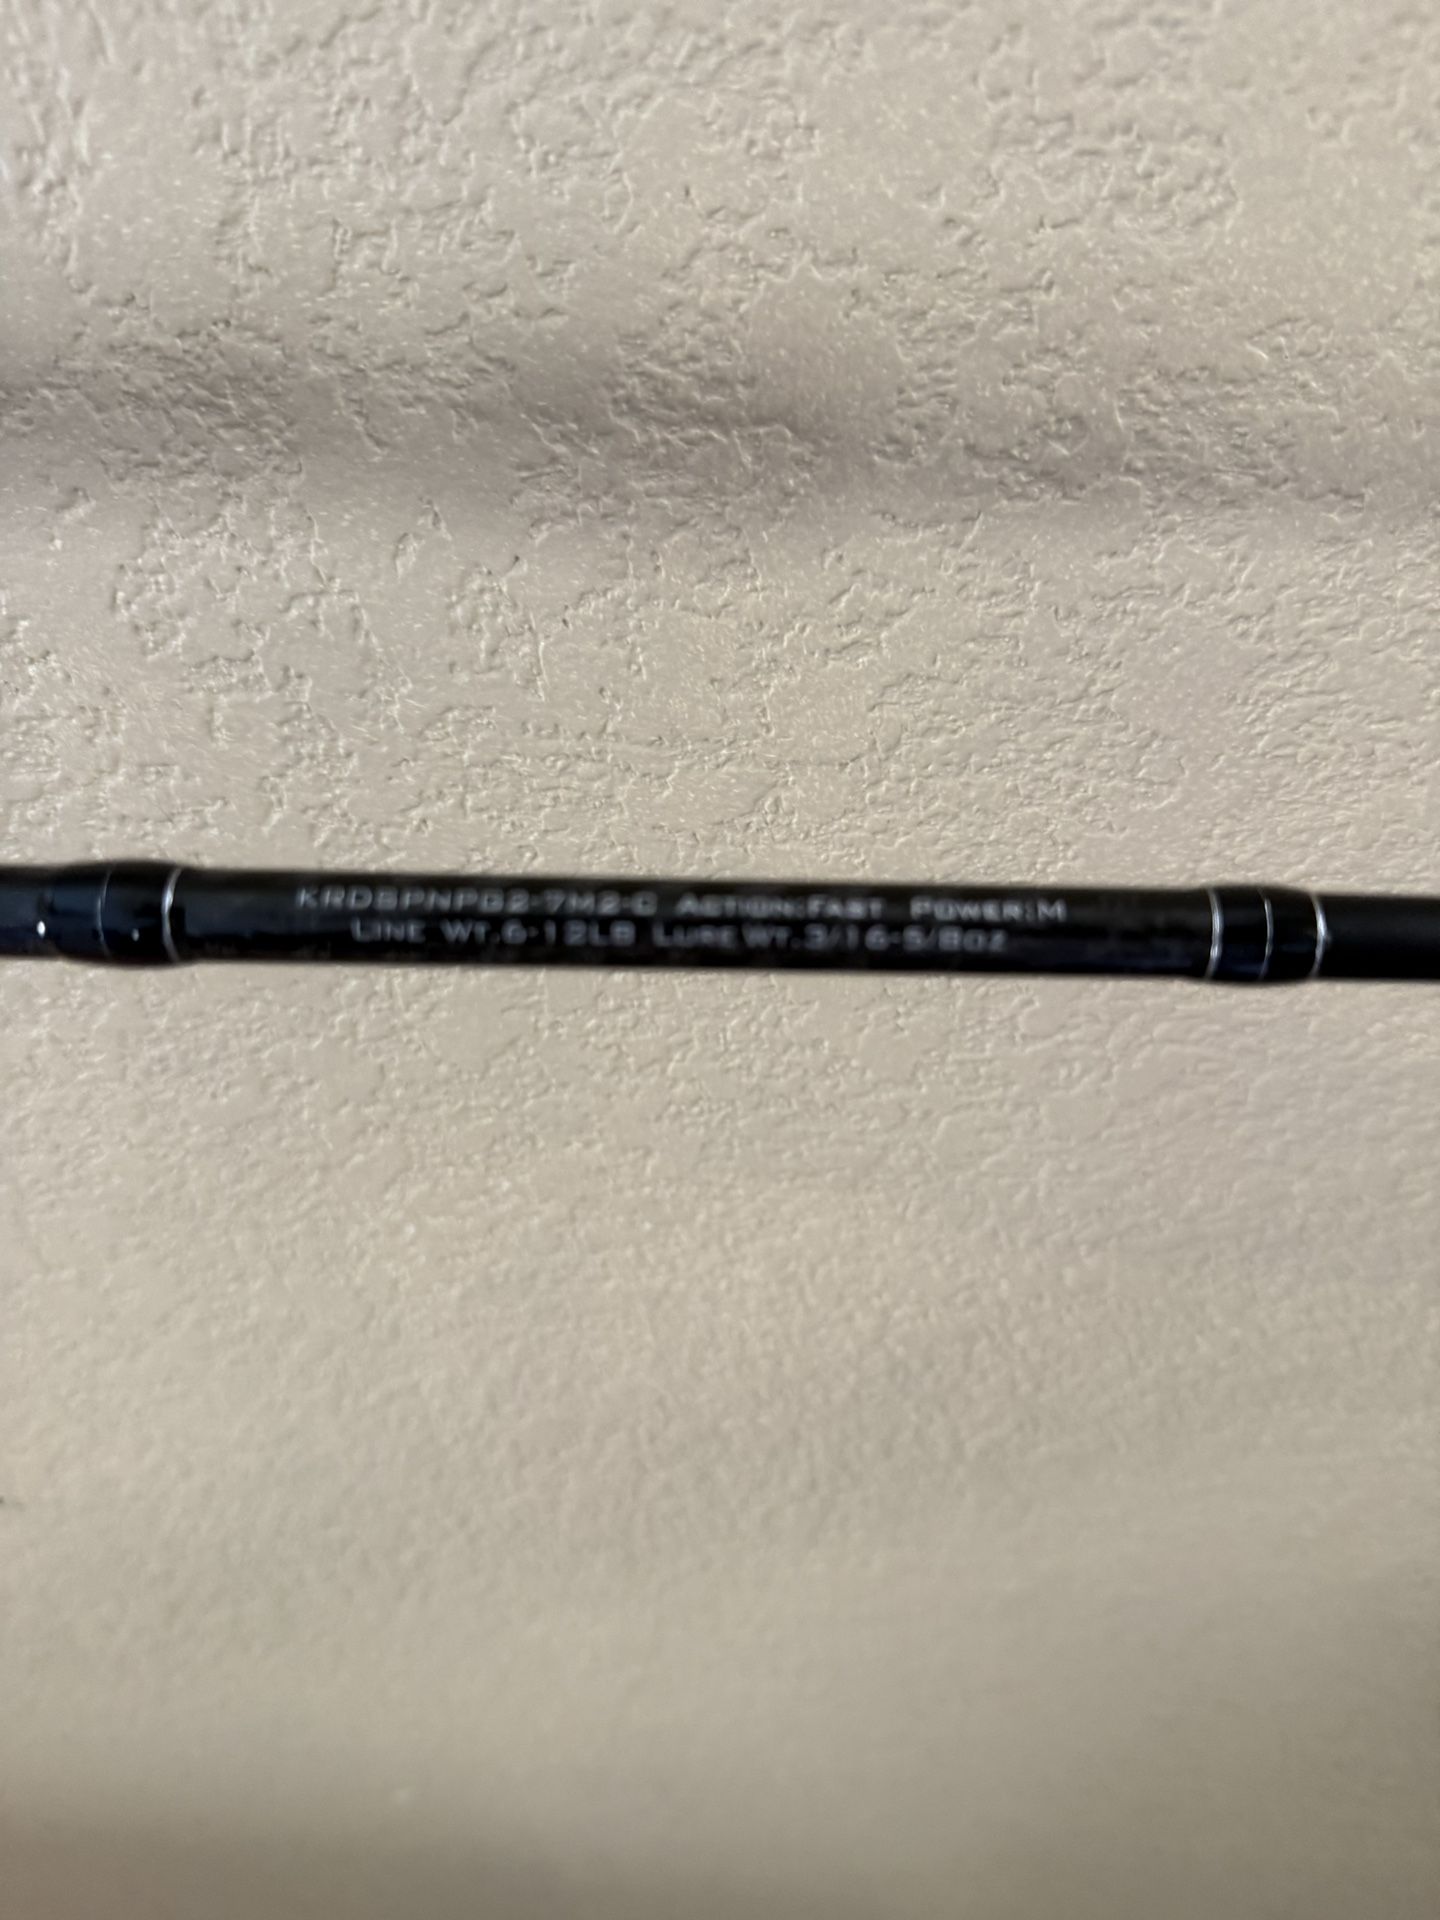 KRDSPNPG2-7M2-C ACTION:FAST POWER:M
LINE WT.6-12LB LURE WT.3/16-5/8OZ